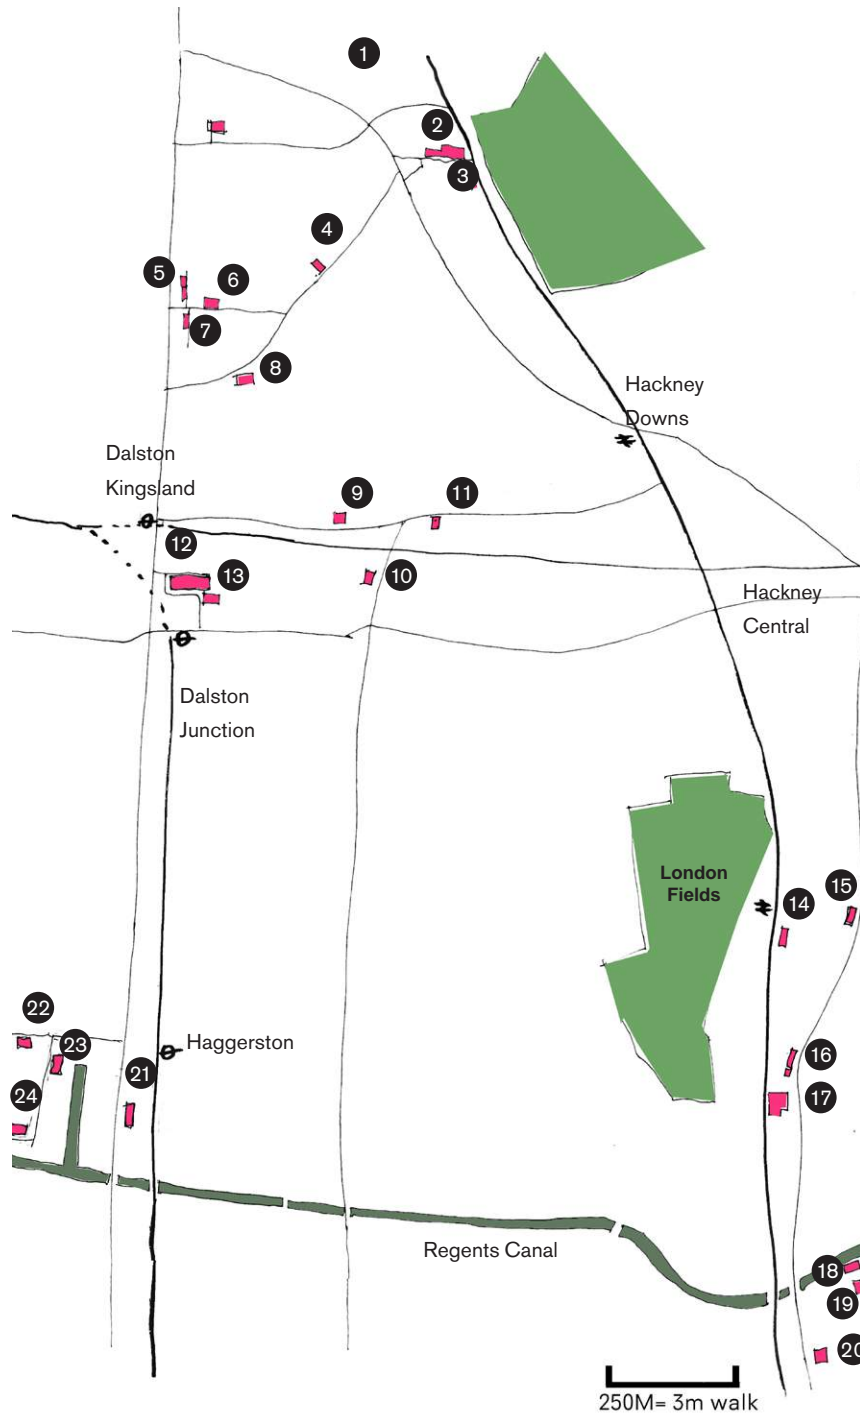 1
2
3
4
5
6
7
8
Hackney
Downs
Dalston
Kingsland
9
11
12
13
10
Hackney
Central
Dalston
Junction
London
Fields
15
14
22
23
Haggerston
16
21
24
17
Regents Canal
18
19
20
250M= 3m walk